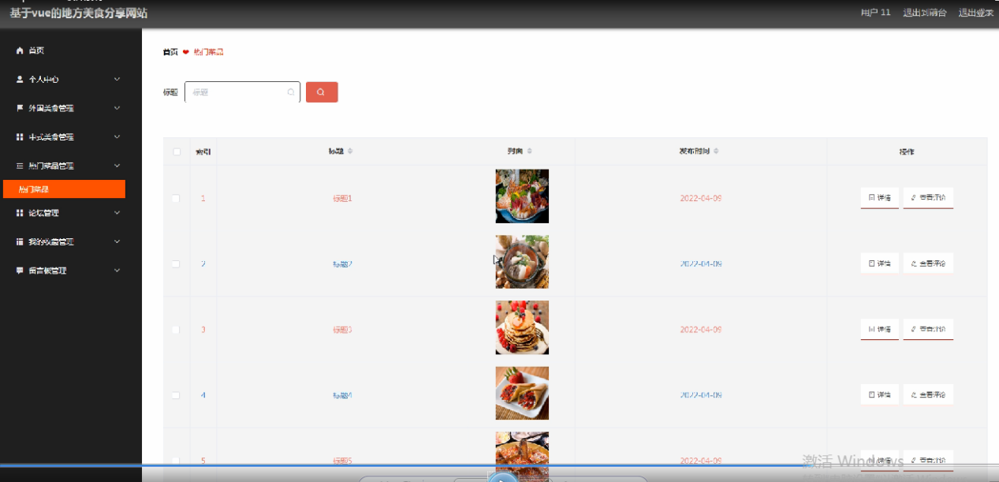 基于vue的地方美食分享网站
用户 11 退出到前台 退出登录
首页
个人中心
外国美食管理
中式美食管理
热门菜品管理
热门菜品
论坛管理
我的收藏管理
留言板管理
首页 热门菜品
标题 标题
索引 标题 封面 发布时间 操作
1 标题1 2022-04-09 详情 查看评论
2 标题2 2022-04-09 详情 查看评论
3 标题3 2022-04-09 详情 查看评论
4 标题4 2022-04-09 详情 查看评论
5 标题5 2022-04-09 详情 查看评论
激活 Windows